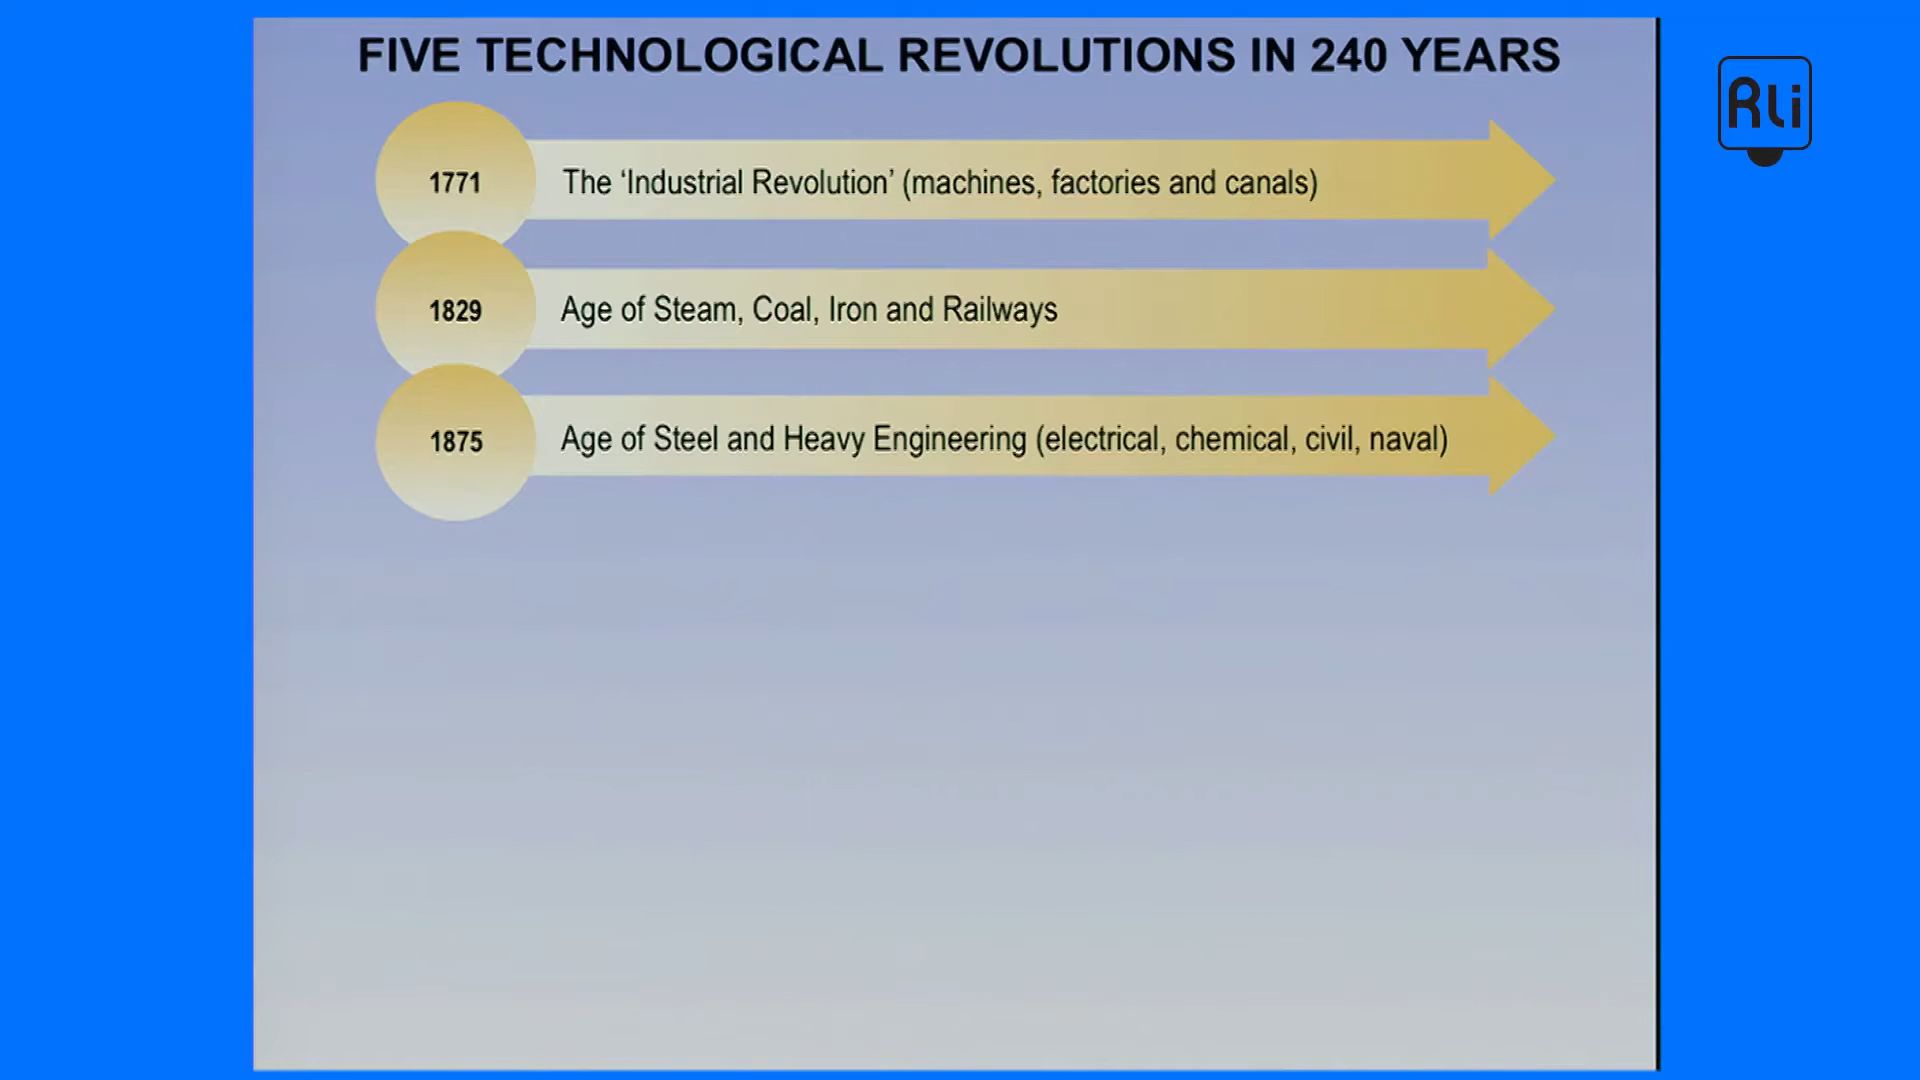 FIVE TECHNOLOGICAL REVOLUTIONS IN 240 YEARS
1771
The ‘Industrial Revolution’ (machines, factories and canals)
1829
Age of Steam, Coal, Iron and Railways
1875
Age of Steel and Heavy Engineering (electrical, chemical, civil, naval)
RLi